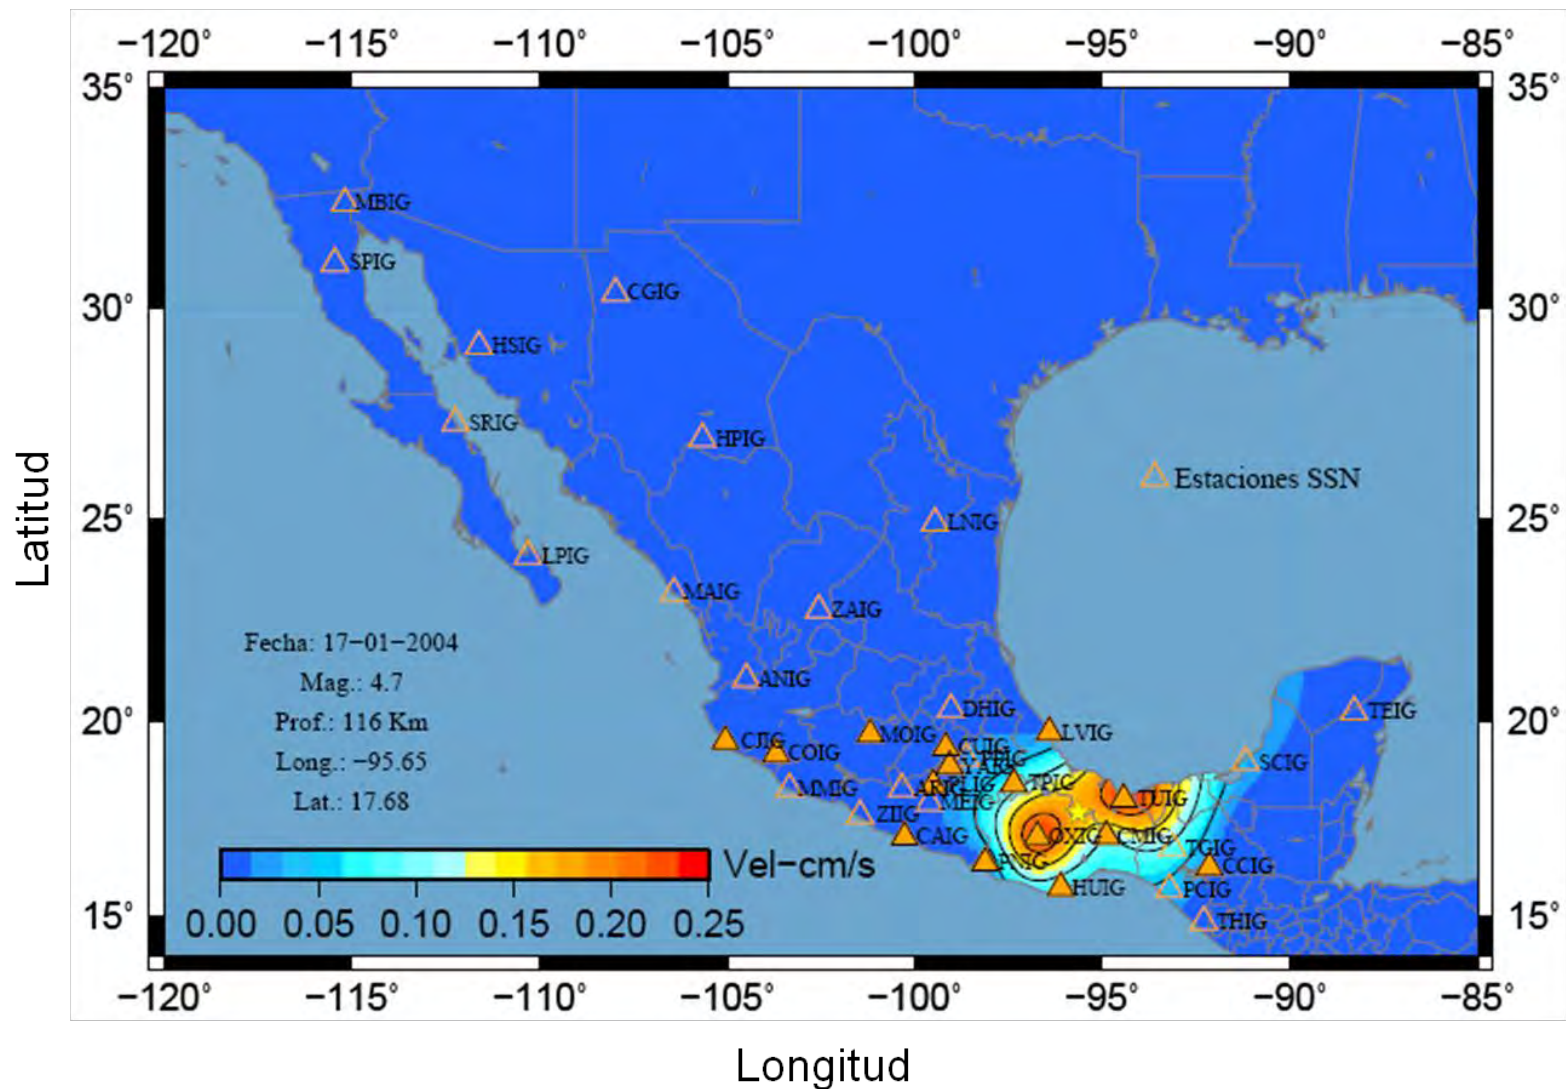 −120° −115° −110° −105° −100° −95° −90° −85°
35° 35°
MBIG
SPIG
CGIG
30° 30°
HSIG
SRIG
HPIG
Estaciones SSN
25° 25°
LNIG
LPIG
MAIG
ZAIG
Fecha: 17−01−2004
Mag.: 4.7
Prof.: 116 Km
Long.: −95.65
Lat.: 17.68
ANIG
DHIG
TEIG
20° 20°
CJIG
MOIG
LVIG
COIG
CUIG
PPIG
SCIG
MMIG
TPIG
PLIG
MEIG
TUIG
ZIIG
CAIG
OXIG
CMIG
TGIG
PNIG
CCIG
HUIG
PCIG
THIG
Vel−cm/s
0.00 0.05 0.10 0.15 0.20 0.25
15° 15°
−120° −115° −110° −105° −100° −95° −90° −85°
Latitud
Longitud